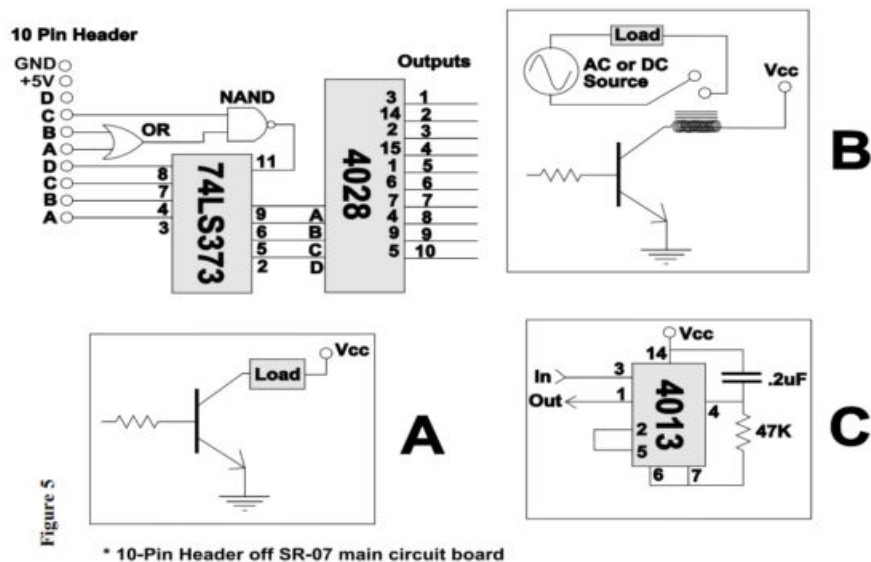 10 Pin Header
GND
+5V
D
C
B
A
D
C
B
A
OR
NAND
11
8
7
4
3
74LS373
9
6
5
2
A
B
C
D
4028
Outputs
3 1
14 2
2 3
15 4
1 5
6 6
7 7
4 8
9 9
5 10
Load
AC or DC
Source
Vcc
B
Load
Vcc
A
Vcc
14
In
3
Out
1
2
5
4013
4
6 7
.2uF
47K
C
Figure 5
* 10-Pin Header off SR-07 main circuit board